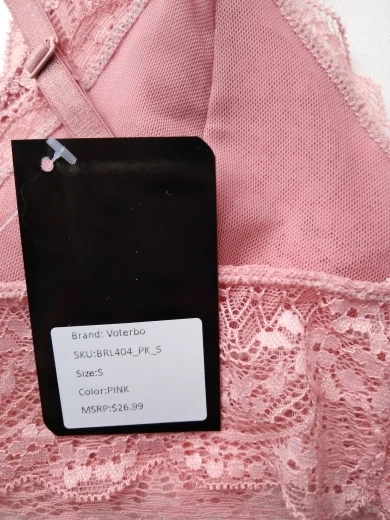 Brand: Voterbo
SKU:BRL404_PK_S
Size:S
Color:PINK
MSRP:$26.99